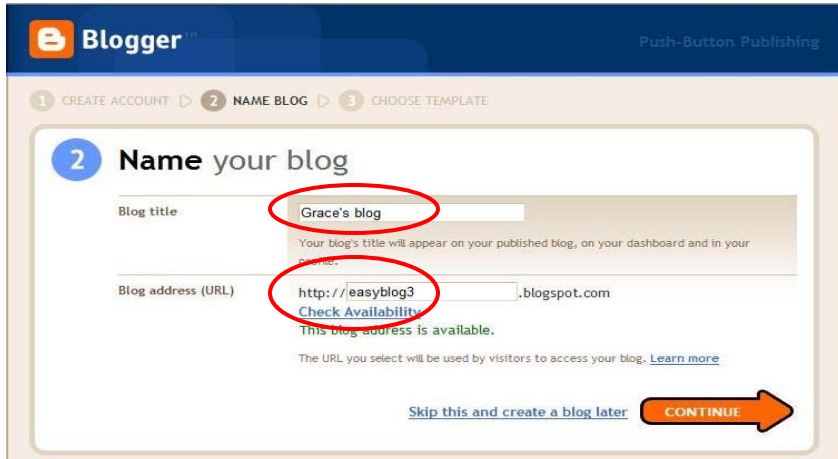 Blogger™
Push-Button Publishing
1 CREATE ACCOUNT 2 NAME BLOG 3 CHOOSE TEMPLATE
2 Name your blog
Blog title Grace's blog
Your blog's title will appear on your published blog, on your dashboard and in your
profile.
Blog address (URL) http://easyblog3.blogspot.com
Check Availability
This blog address is available.
The URL you select will be used by visitors to access your blog. Learn more
Skip this and create a blog later CONTINUE